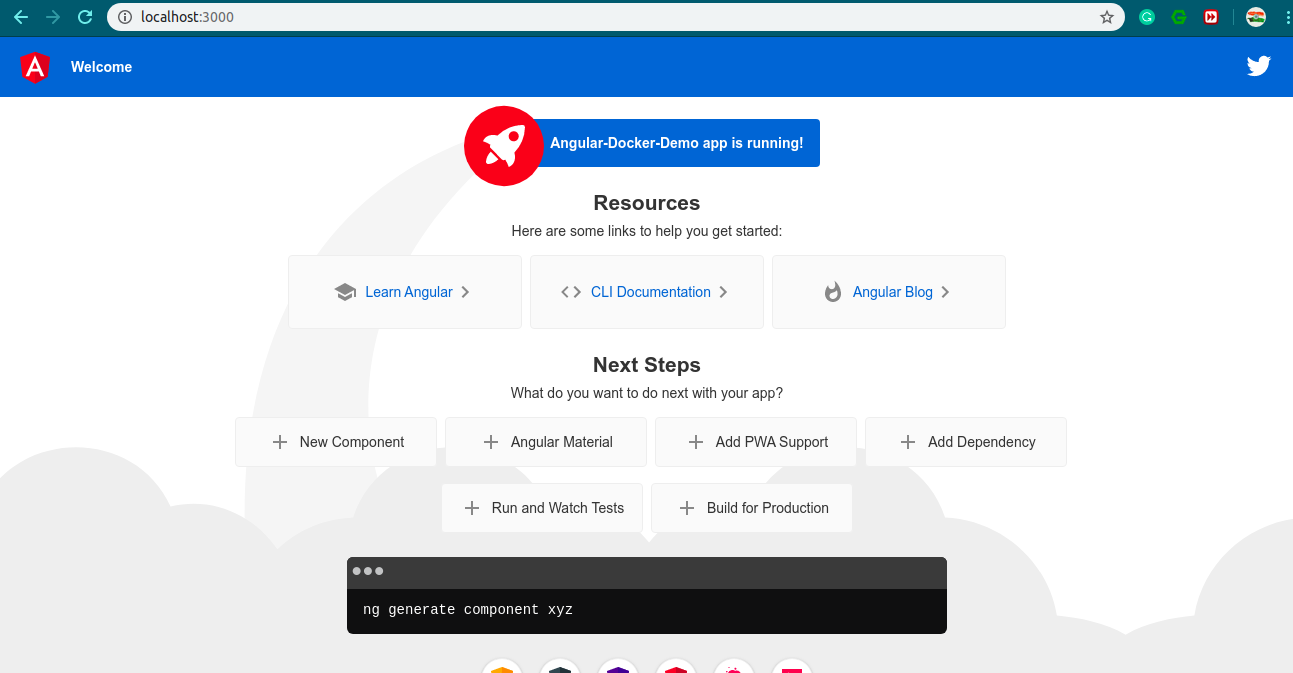 localhost:3000
Welcome
Angular-Docker-Demo app is running!
Resources
Here are some links to help you get started:
Learn Angular
CLI Documentation
Angular Blog
Next Steps
What do you want to do next with your app?
New Component
Angular Material
Add PWA Support
Add Dependency
Run and Watch Tests
Build for Production
ng generate component xyz